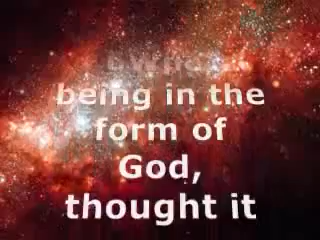 Who,
being in the
form of
God,
thought it